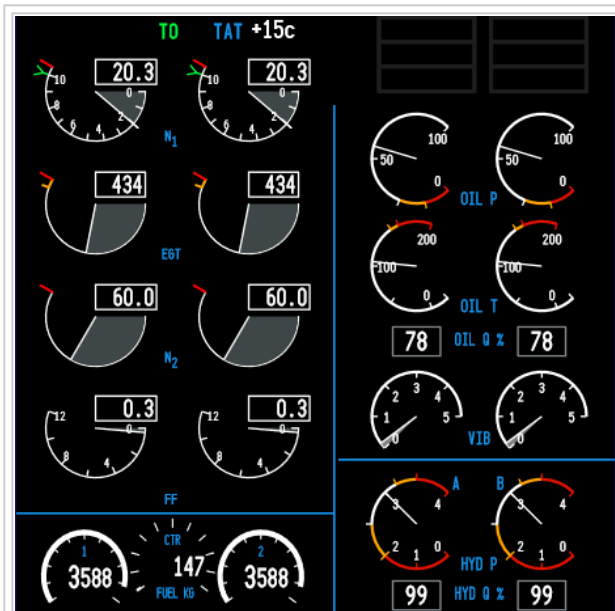 TO TAT +15c
20.3 20.3
10 0 10 0
8 2 8 2
6 4 6 4
N1
434 434
EGT
60.0 60.0
N2
0.3 0.3
12 0 12 0
8 4 8 4
FF
1 CTR 2
3588 147 3588
FUEL KG
100 100
50 50
0 0
OIL P
200 200
100 100
0 0
OIL T
78 OIL Q % 78
3 3
2 4 2 4
1 5 1 5
0 0
VIB
A B
3 4 3 4
2 0 2 0
1 1
HYD P
99 HYD Q % 99